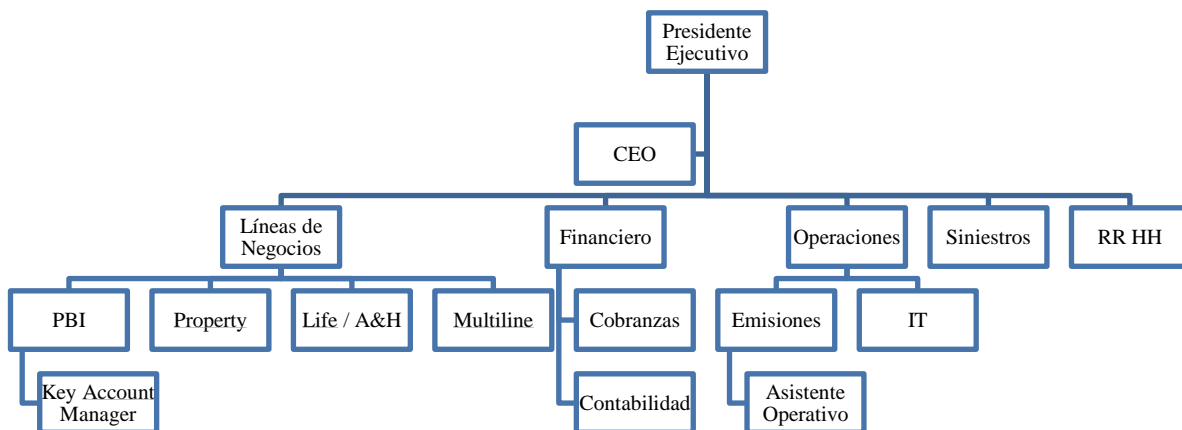 Presidente
Ejecutivo
CEO
Líneas de
Negocios
Financiero
Operaciones
Siniestros
RR HH
PBI
Property
Life / A&H
Multiline
Cobranzas
Emisiones
IT
Key Account
Manager
Contabilidad
Asistente
Operativo